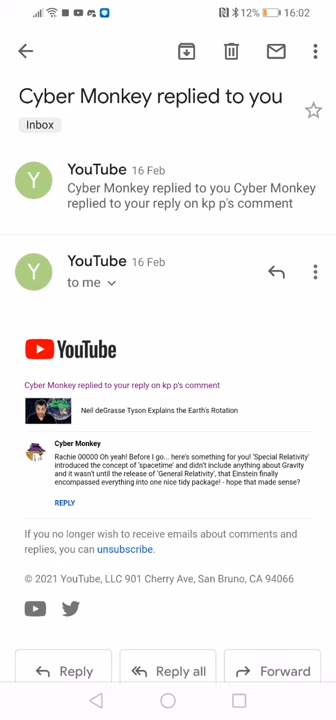 12% 16:02
Cyber Monkey replied to you
Inbox
Y
YouTube 16 Feb
Cyber Monkey replied to you Cyber Monkey
replied to your reply on kp p's comment
Y
YouTube 16 Feb
to me
YouTube
Cyber Monkey replied to your reply on kp p's comment
Neil deGrasse Tyson Explains the Earth's Rotation
Cyber Monkey
Rachie 00000 Oh yeah! Before I go... here's something for you! 'Special Relativity'
introduced the concept of 'spacetime' and didn't include anything about Gravity
and it wasn't until the release of 'General Relativity', that Einstein finally
encompassed everything into one nice tidy package! - hope that made sense?
REPLY
If you no longer wish to receive emails about comments and
replies, you can unsubscribe.
© 2021 YouTube, LLC 901 Cherry Ave, San Bruno, CA 94066
Reply
Reply all
Forward